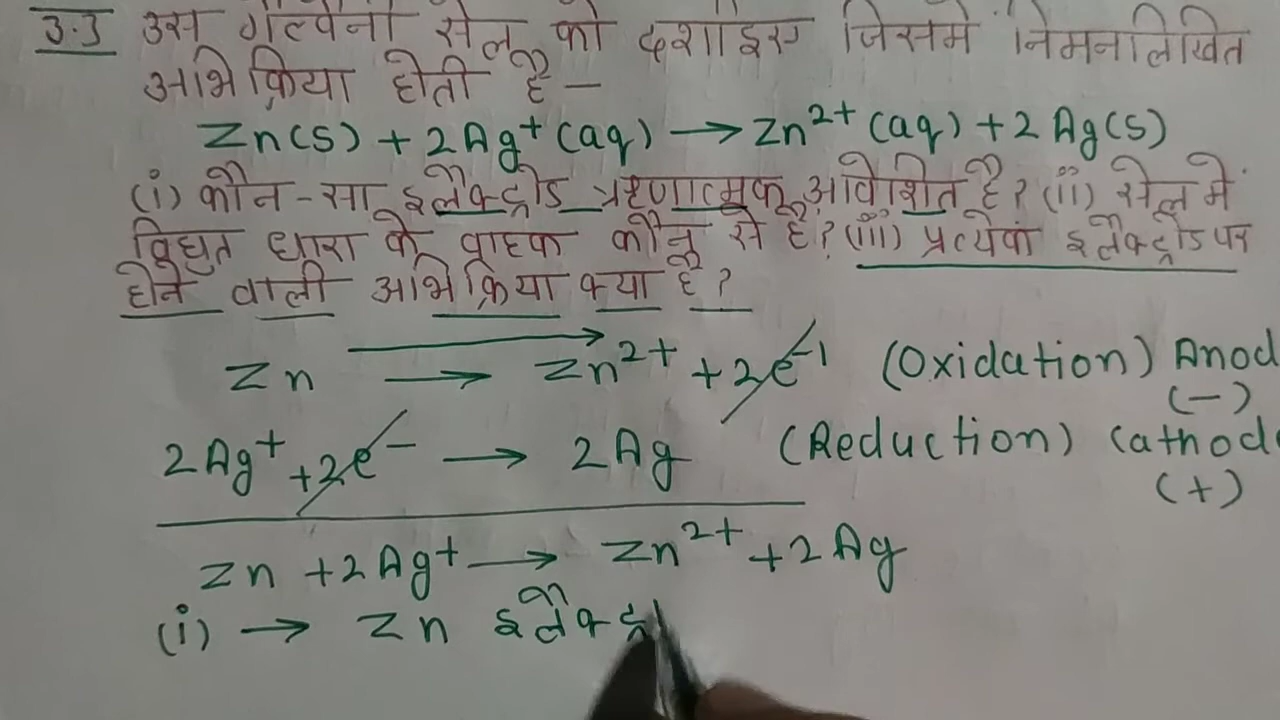 3.3 उस गैल्वेनी सेल को दर्शाइए जिसमें निमनलिखित
अभिक्रिया होती है –
Zn(s) + 2Ag⁺ (aq) → Zn²⁺ (aq) + 2Ag(s)
(i) कौन-सा इलैक्ट्रोड ऋणात्मक आवेशित है? (ii) सेल में
विधुत धारा के वाहक कौन से है? (iii) प्रत्येक इलैक्ट्रोड पर
होने वाली अभिक्रिया क्या है?
Zn → Zn²⁺ + 2e⁻¹ (Oxidation) Anod
(-)
2Ag⁺ + 2e⁻ → 2Ag (Reduction) Cathod
(+)
Zn + 2Ag⁺ → Zn²⁺ + 2Ag
(i) → Zn